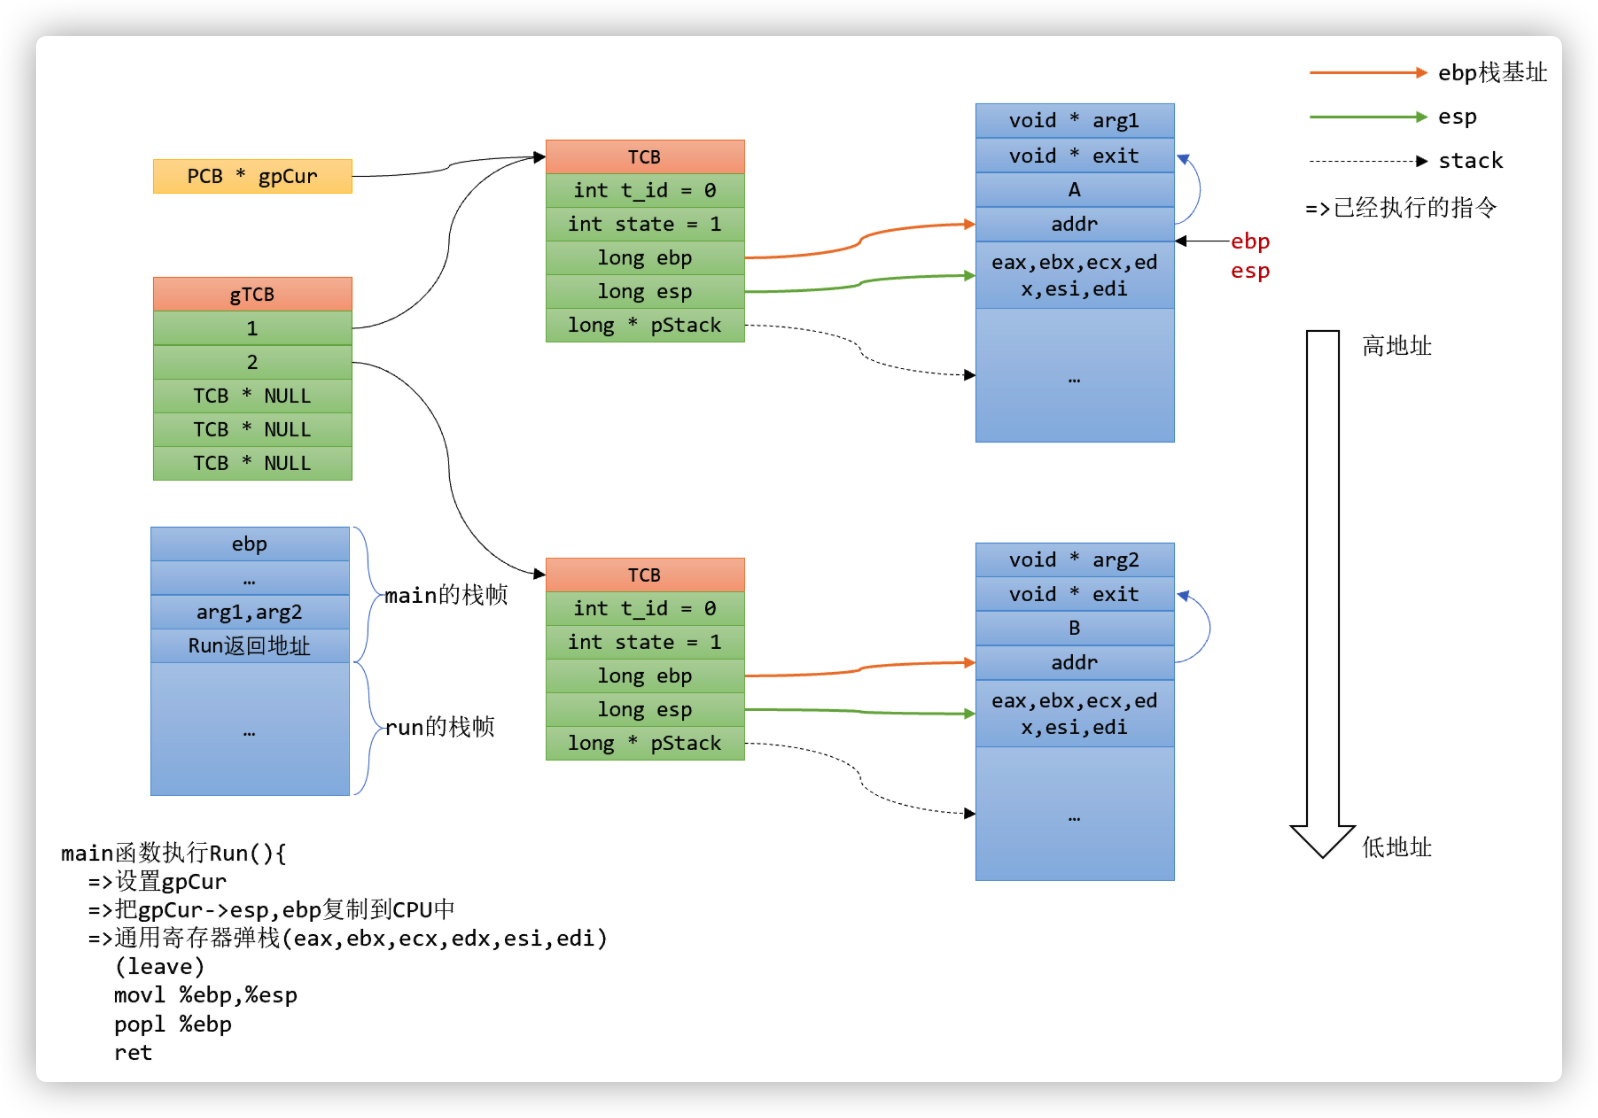 PCB * gpCur
gTCB
1
2
TCB * NULL
TCB * NULL
TCB * NULL
ebp
…
arg1,arg2
Run返回地址
…
main的栈帧
run的栈帧
TCB
int t_id = 0
int state = 1
long ebp
long esp
long * pStack
TCB
int t_id = 0
int state = 1
long ebp
long esp
long * pStack
void * arg1
void * exit
A
addr
eax,ebx,ecx,ed
x,esi,edi
…
void * arg2
void * exit
B
addr
eax,ebx,ecx,ed
x,esi,edi
…
ebp栈基址
esp
stack
=>已经执行的指令
ebp
esp
高地址
低地址
main函数执行Run(){
=>设置gpCur
=>把gpCur->esp,ebp复制到CPU中
=>通用寄存器弹栈(eax,ebx,ecx,edx,esi,edi)
(leave)
movl %ebp,%esp
popl %ebp
ret